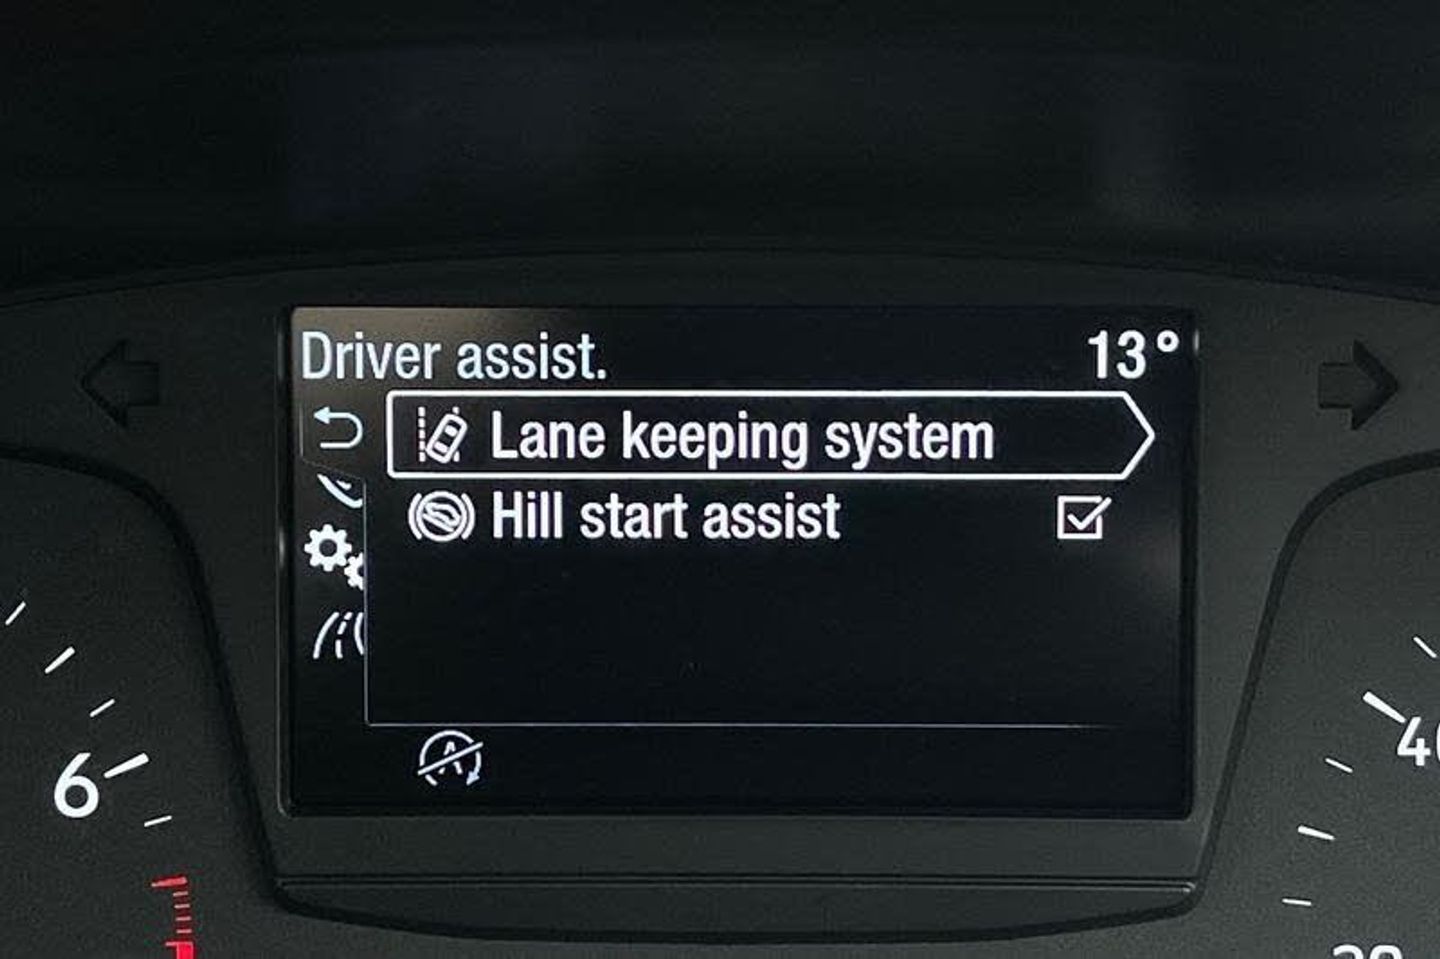 Driver assist. 13°
Lane keeping system
Hill start assist
A
6